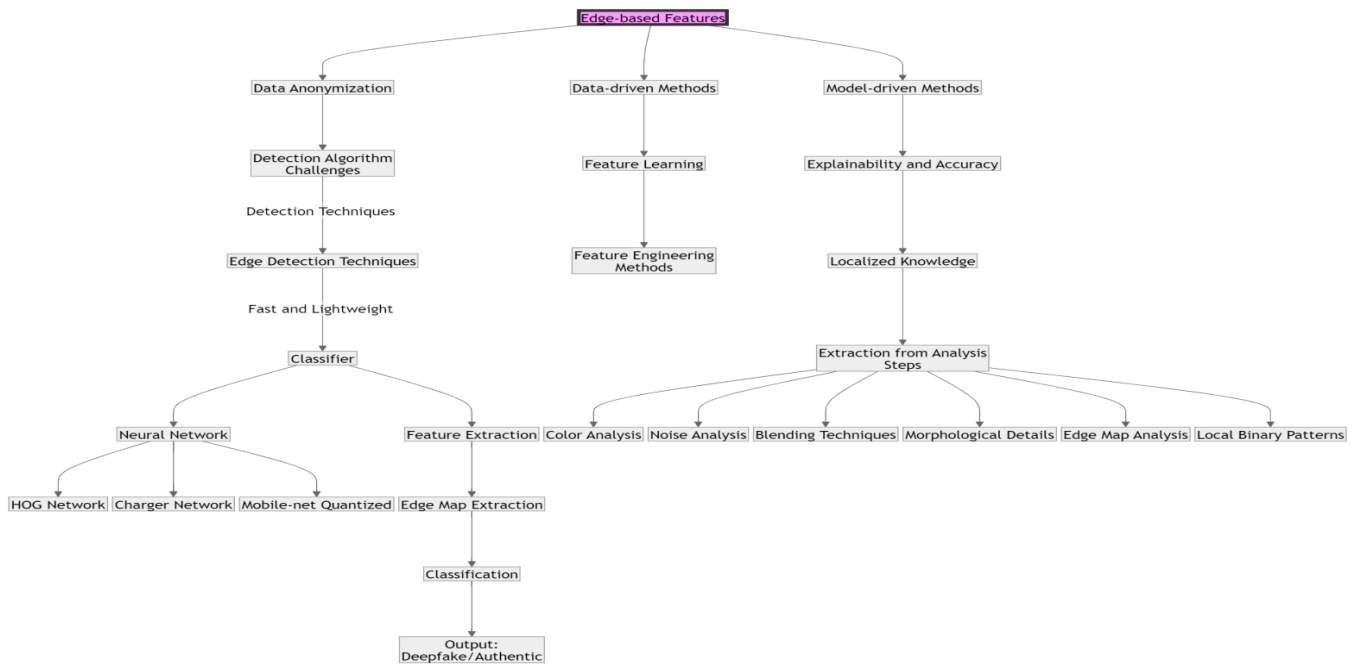 Edge-based Features
Data Anonymization
Data-driven Methods
Model-driven Methods
Detection Algorithm
Challenges
Feature Learning
Explainability and Accuracy
Detection Techniques
Edge Detection Techniques
Feature Engineering
Methods
Localized Knowledge
Fast and Lightweight
Classifier
Extraction from Analysis
Steps
Neural Network
Feature Extraction
Color Analysis
Noise Analysis
Blending Techniques
Morphological Details
Edge Map Analysis
Local Binary Patterns
HOG Network
Charger Network
Mobile-net Quantized
Edge Map Extraction
Classification
Output:
Deepfake/Authentic